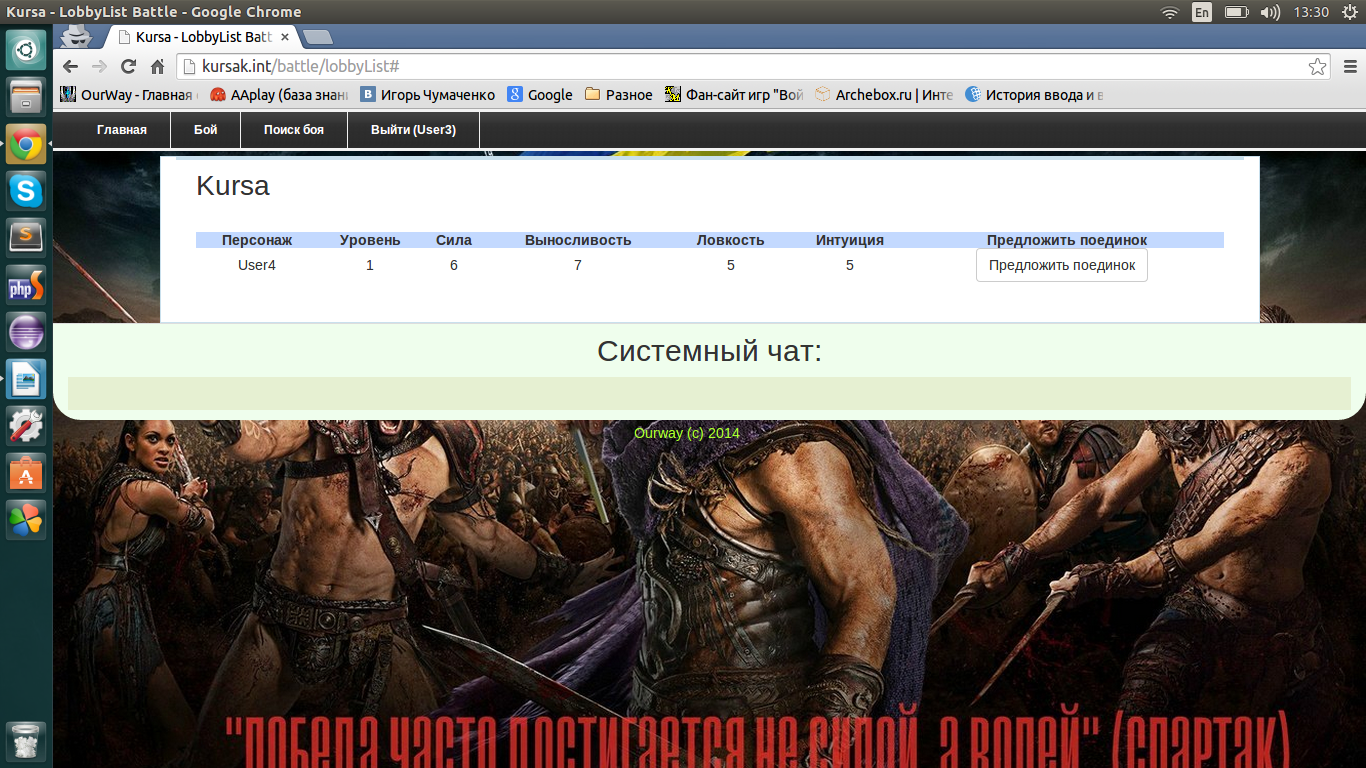 Kursa - LobbyList Battle - Google Chrome En 13:30
Kursa - LobbyList Batt
kursak.int/battle/lobbyList#
OurWay - Главная AAplay (база знани Игорь Чумаченко Google Разное Фан-сайт игр "Вой Archebox.ru | Инте История ввода и в
Главная Бой Поиск боя Выйти (User3)
Kursa
Персонаж Уровень Сила Выносливость Ловкость Интуиция Предложить поединок
User4 1 6 7 5 5 Предложить поединок
Системный чат:
Ourway (c) 2014
"победа часто достигается не силой, а волей" (спартак)